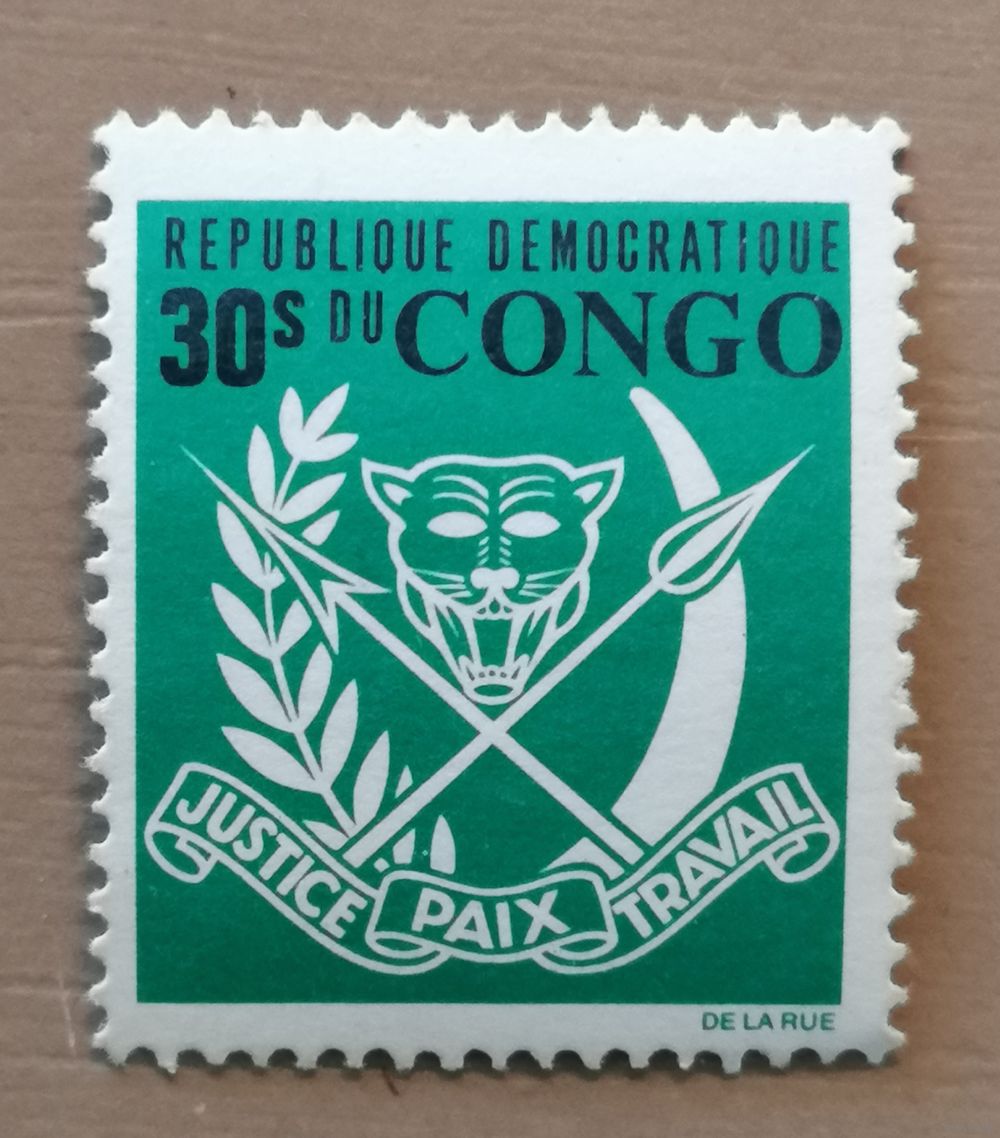 REPUBLIQUE DEMOCRATIQUE
30S DU CONGO
JUSTICE PAIX TRAVAIL
DE LA RUE